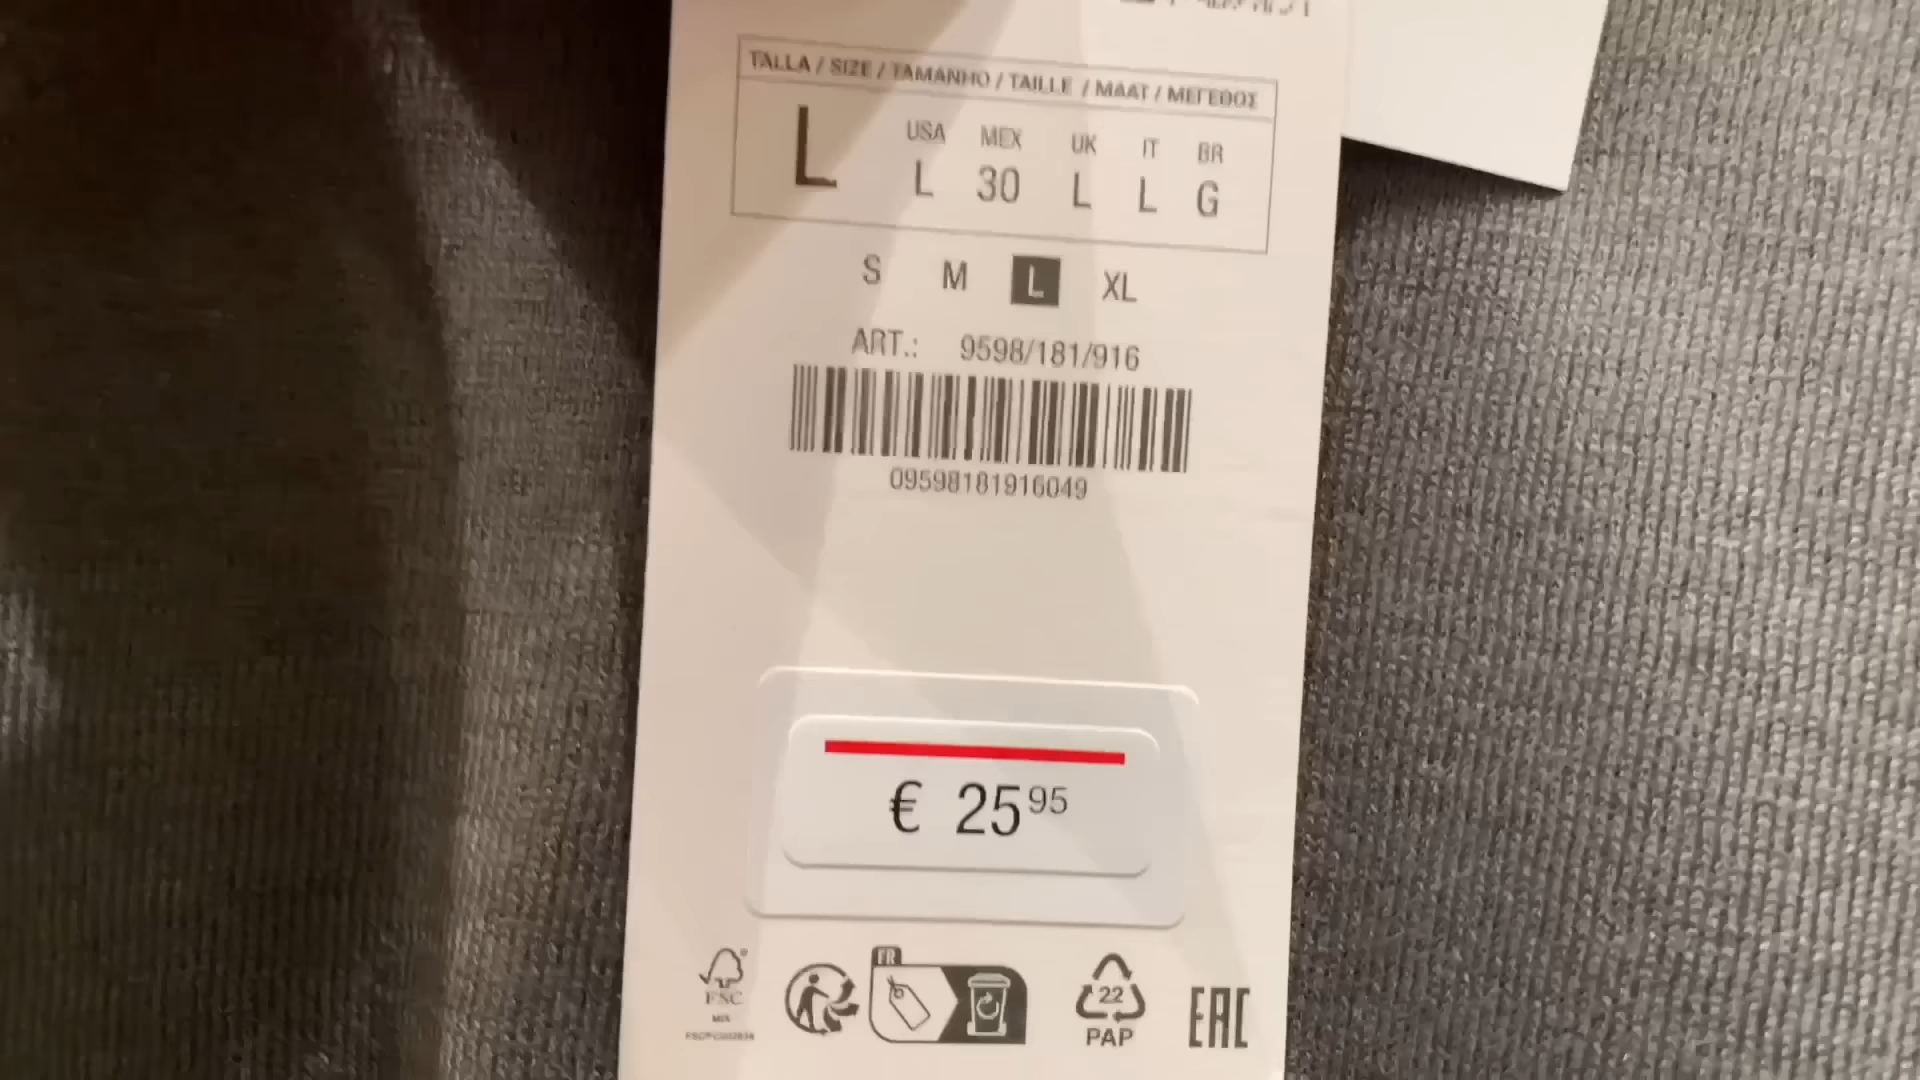 TALLA / SIZE / TAMANHO / TAILLE / MAAT / ΜΕΓΕΘΟΣ
USA MEX UK IT BR
L L 30 L L G
S M L XL
ART.: 9598/181/916
09598181916049
€ 25 95
FR
FSC
MIX
22
PAP
EAC